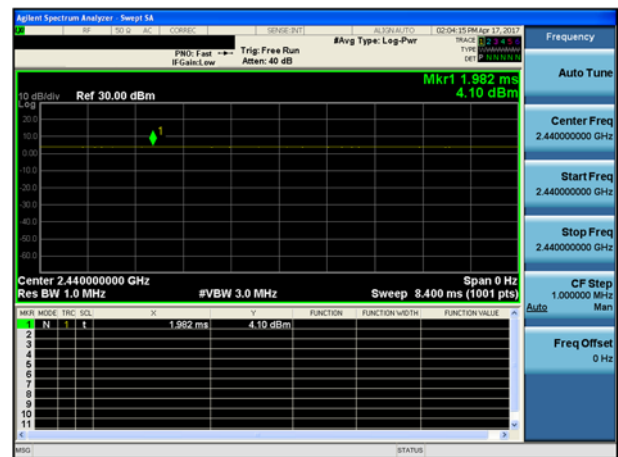 Agilent Spectrum Analyzer - Swept SA
RF 50 Ω AC CORREC SENSE:INT ALIGN AUTO 02:04:15 PM Apr 17, 2017
#Avg Type: Log-Pwr
TRACE 1 2 3 4 5 6
PNO: Fast Trig: Free Run
TYPE
IFGain:Low Atten: 40 dB
DET P N N N N N
Mkr1 1.982 ms
4.10 dBm
10 dB/div Ref 30.00 dBm
Log
20.0
10.0
0.00
-10.0
-20.0
-30.0
-40.0
-50.0
-60.0
1
Center 2.440000000 GHz Span 0 Hz
Res BW 1.0 MHz #VBW 3.0 MHz Sweep 8.400 ms (1001 pts)
MKR MODE TRC SCL X Y FUNCTION FUNCTION WIDTH FUNCTION VALUE
1 N 1 t 1.982 ms 4.10 dBm
2
3
4
5
6
7
8
9
10
11
MSG STATUS
Frequency
Auto Tune
Center Freq
2.440000000 GHz
Start Freq
2.440000000 GHz
Stop Freq
2.440000000 GHz
CF Step
1.000000 MHz
Auto Man
Freq Offset
0 Hz